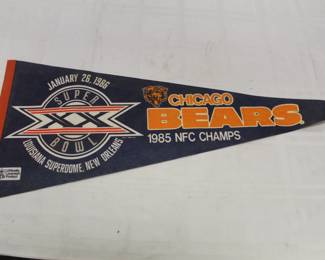 JANUARY 26, 1986
SUPER
XX
BOWL
LOUISIANA SUPERDOME, NEW ORLEANS
CHICAGO
BEARS
1985 NFC CHAMPS